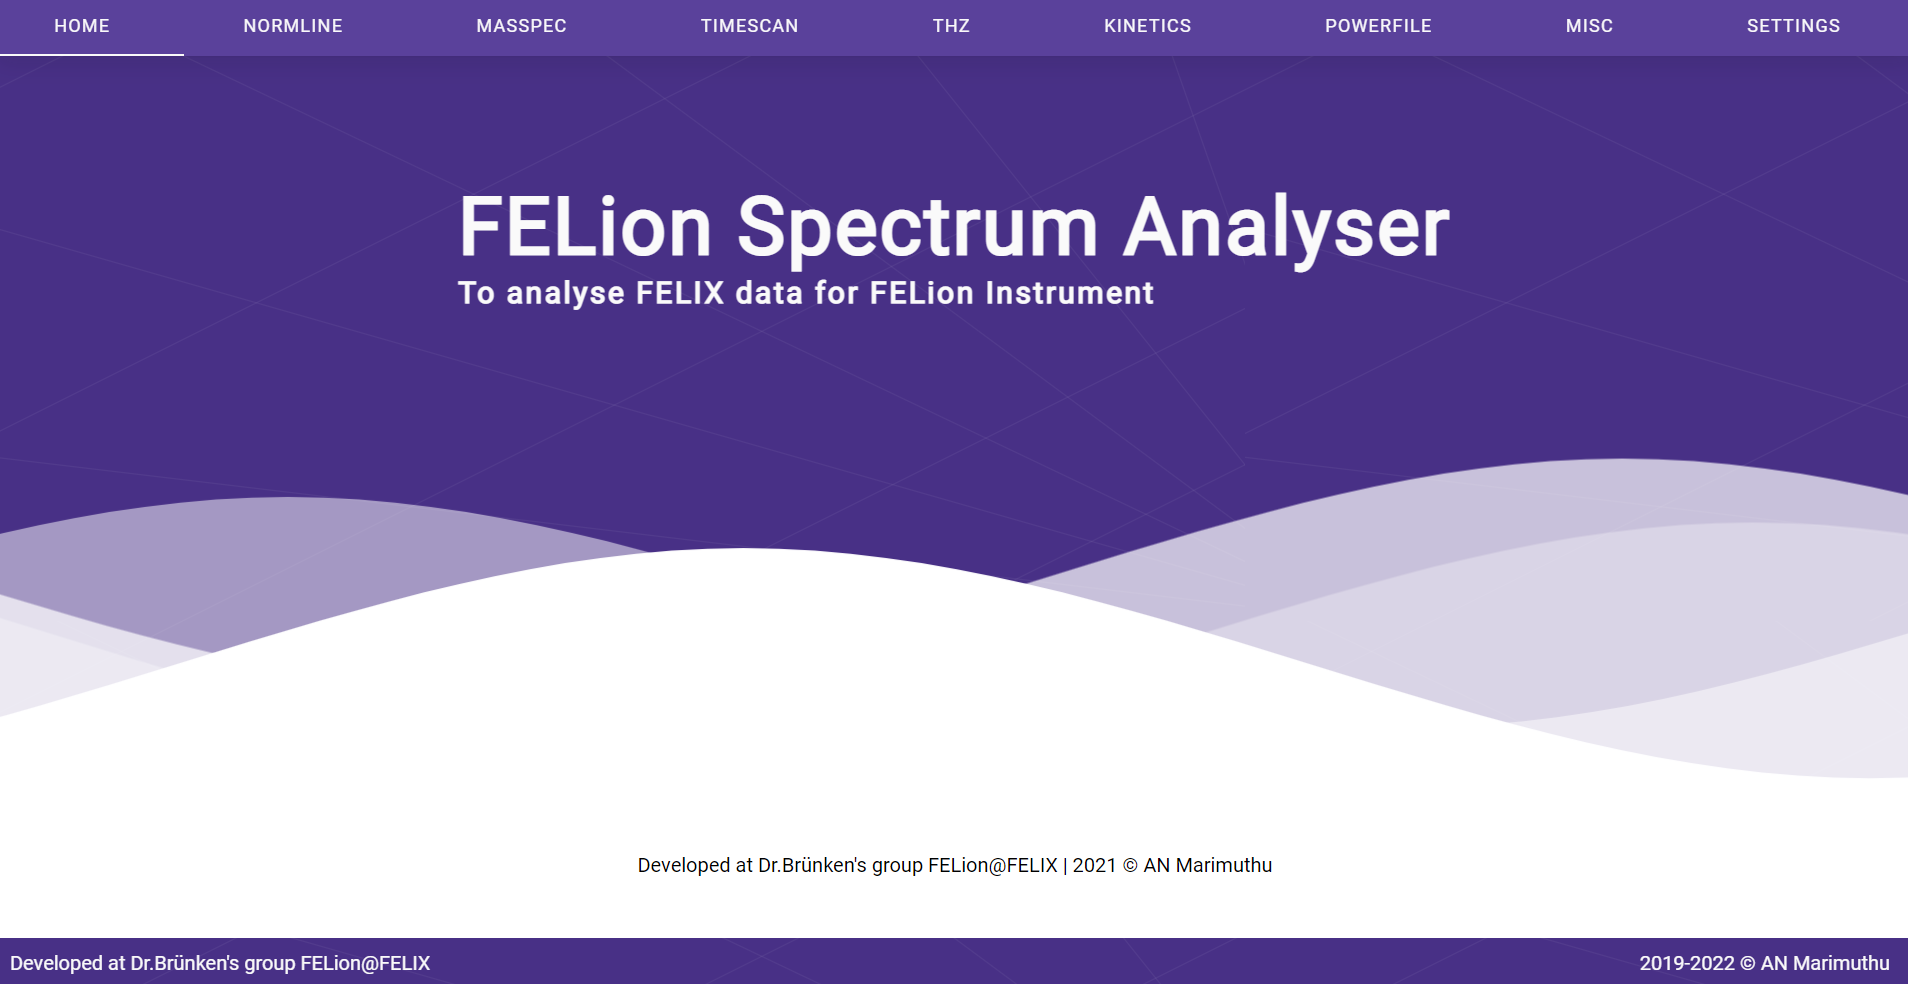 HOME NORMLINE MASSPEC TIMESCAN THZ KINETICS POWERFILE MISC SETTINGS
FELion Spectrum Analyser
To analyse FELIX data for FELion Instrument
Developed at Dr.Brünken's group FELion@FELIX | 2021 © AN Marimuthu
Developed at Dr.Brünken's group FELion@FELIX 2019-2022 © AN Marimuthu